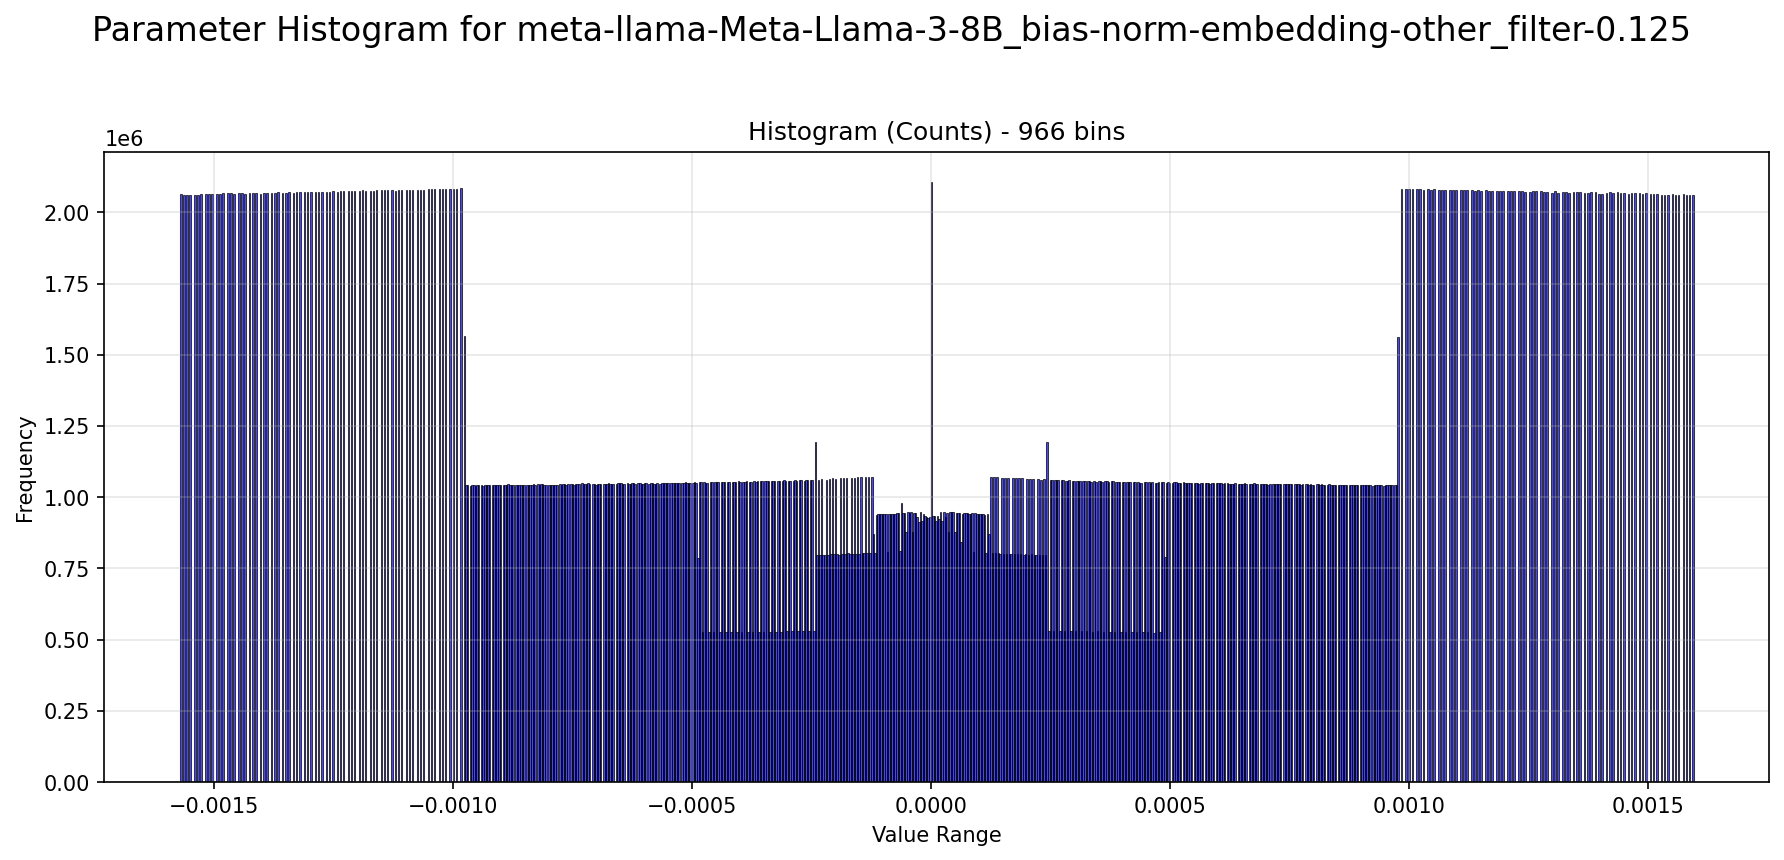 Parameter Histogram for meta-llama-Meta-Llama-3-8B_bias-norm-embedding-other_filter-0.125
Histogram (Counts) - 966 bins
1e6
2.00
1.75
1.50
1.25
1.00
0.75
0.50
0.25
0.00
Frequency
−0.0015 −0.0010 −0.0005 0.0000 0.0005 0.0010 0.0015
Value Range